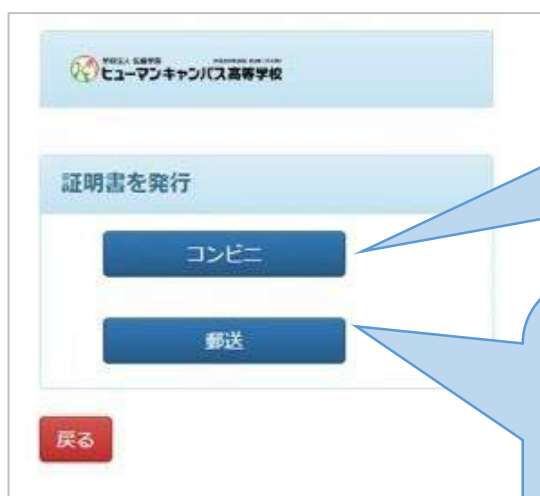 ヒューマンキャンパス高等学校
証明書を発行
コンビニ
郵送
戻る